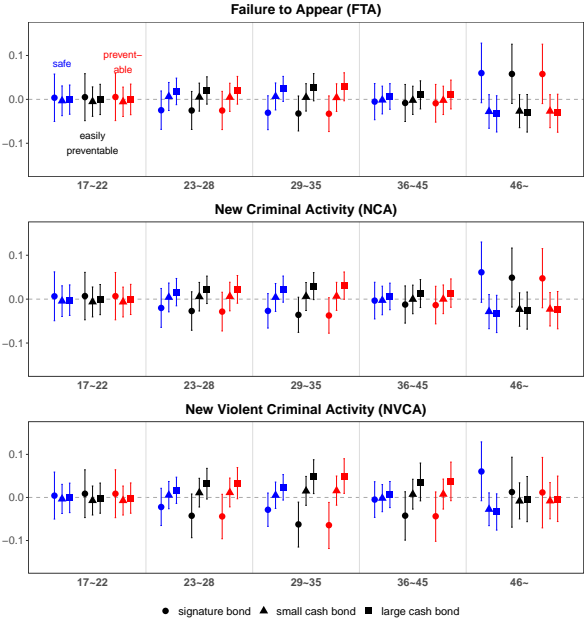 Failure to Appear (FTA)
0.1
0.0
−0.1
safe
prevent−
able
easily
preventable
17~22
23~28
29~35
36~45
46~
New Criminal Activity (NCA)
0.1
0.0
−0.1
17~22
23~28
29~35
36~45
46~
New Violent Criminal Activity (NVCA)
0.1
0.0
−0.1
17~22
23~28
29~35
36~45
46~
signature bond
small cash bond
large cash bond